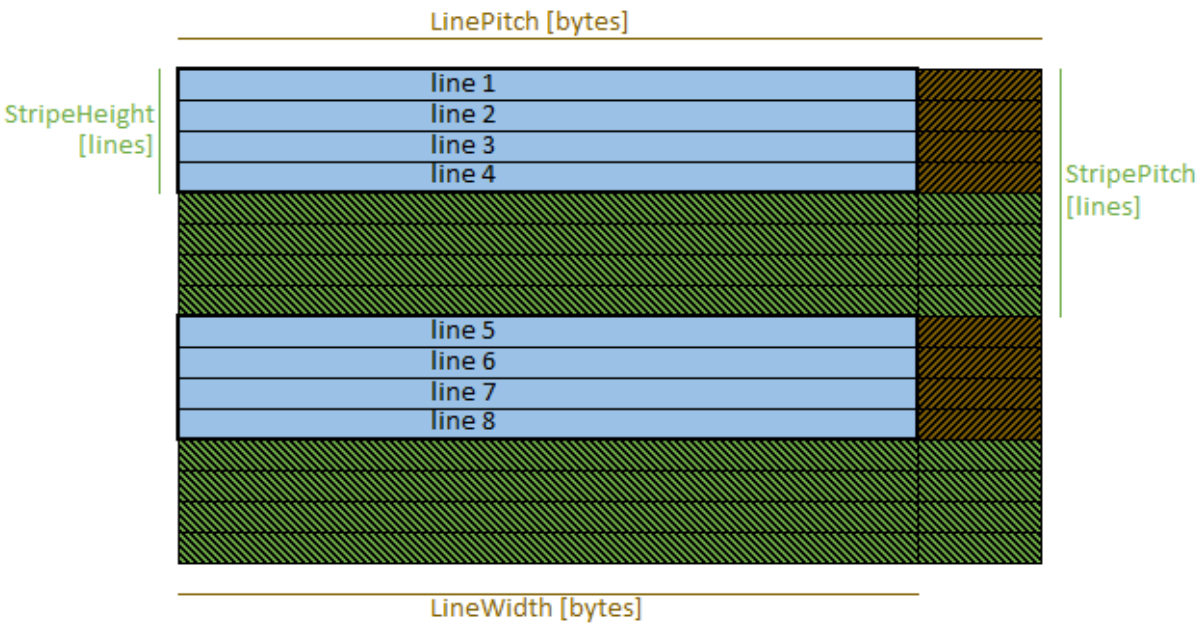 LinePitch [bytes]
line 1
StripeHeight
[lines]
line 2
line 3
line 4
StripePitch
[lines]
line 5
line 6
line 7
line 8
LineWidth [bytes]